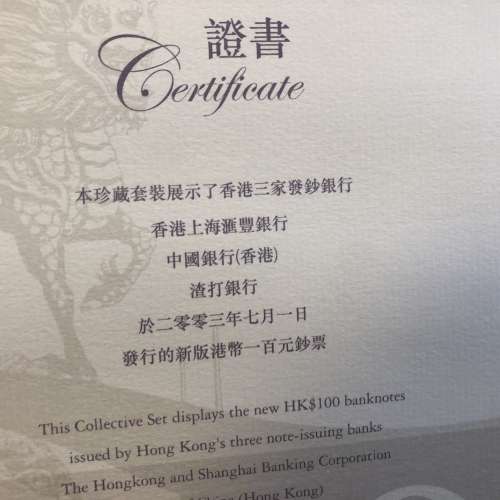 證書
Certificate
本珍藏套裝展示了香港三家發鈔銀行
香港上海滙豐銀行
中國銀行(香港)
渣打銀行
於二零零三年七月一日
發行的新版港幣一百元鈔票
This Collective Set displays the new HK$100 banknotes
issued by Hong Kong's three note-issuing banks
The Hongkong and Shanghai Banking Corporation
(Hong Kong)